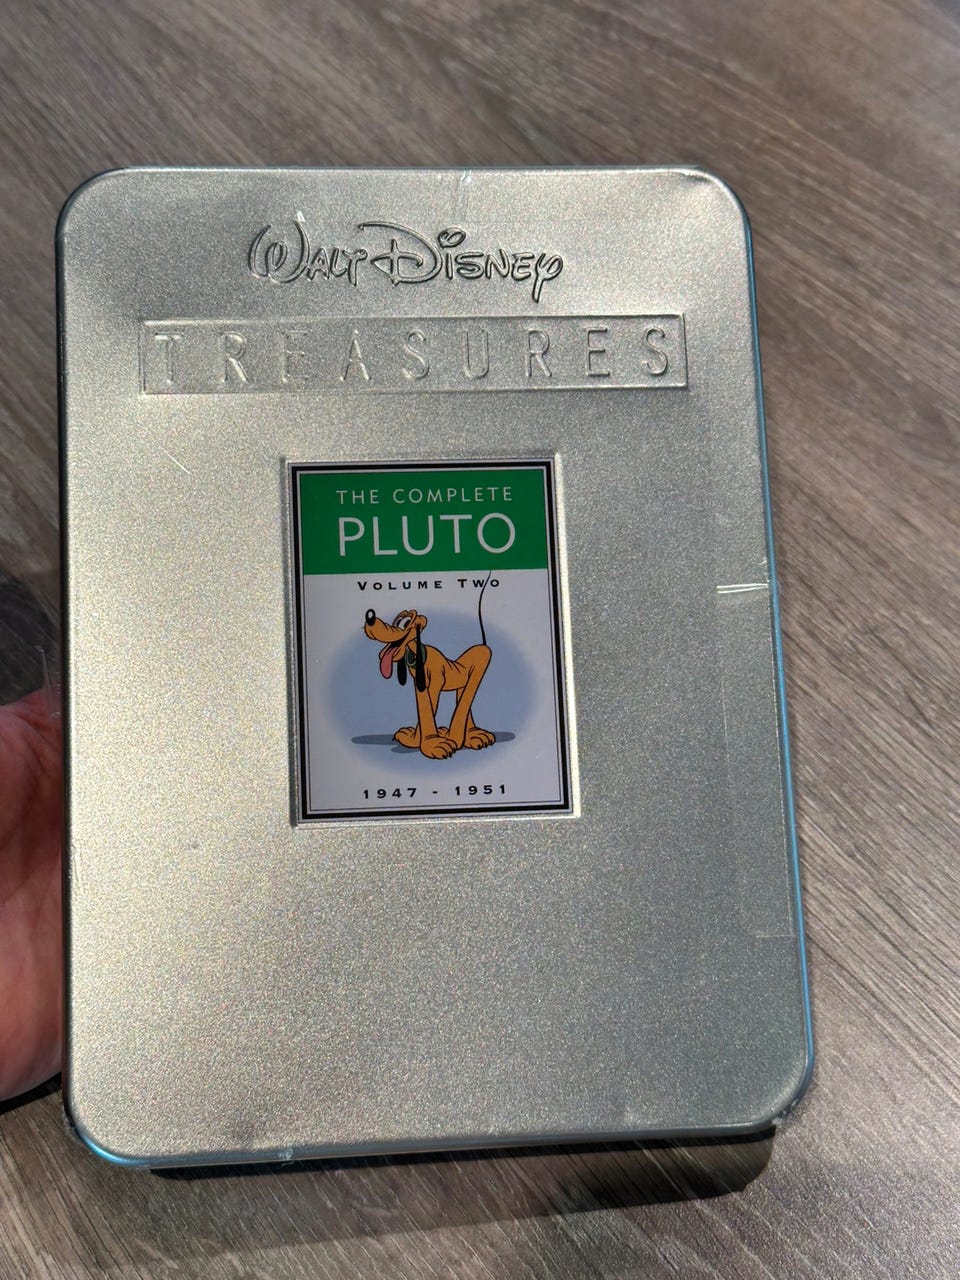 WALT DISNEY
TREASURES
THE COMPLETE
PLUTO
VOLUME TWO
1947 - 1951